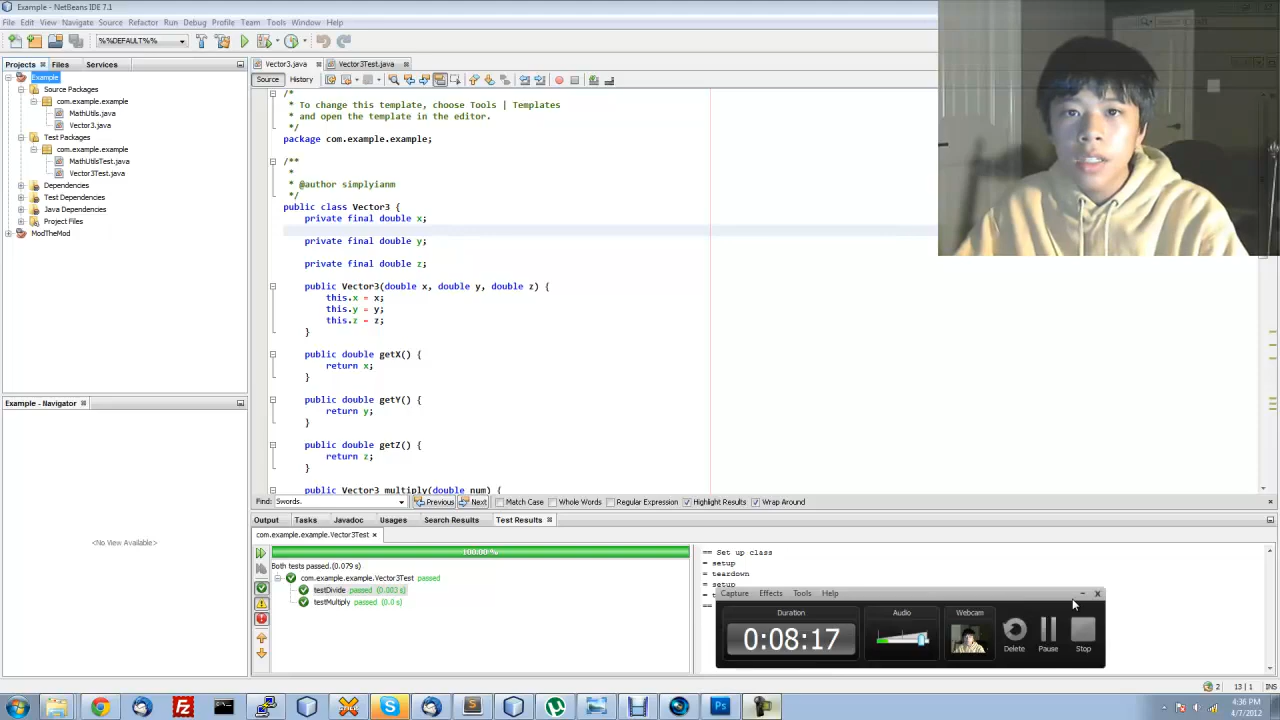 Example - NetBeans IDE 7.1
File Edit View Navigate Source Refactor Run Debug Profile Team Tools Window Help
%%DEFAULT%%
Projects Files Services
Vector3.java Vector3Test.java
Source History
Example
Source Packages
com.example.example
MathUtils.java
Vector3.java
Test Packages
com.example.example
MathUtilsTest.java
Vector3Test.java
Dependencies
Test Dependencies
Java Dependencies
Project Files
ModTheMod
/*
* To change this template, choose Tools | Templates
* and open the template in the editor.
*/
package com.example.example;
/**
*
* @author simplyianm
*/
public class Vector3 {
private final double x;
private final double y;
private final double z;
public Vector3(double x, double y, double z) {
this.x = x;
this.y = y;
this.z = z;
}
public double getX() {
return x;
}
public double getY() {
return y;
}
public double getZ() {
return z;
}
public Vector3 multiply(double num) {
Example - Navigator
<No View Available>
Find: Swords. Previous Next Match Case Whole Words Regular Expression Highlight Results Wrap Around
Output Tasks Javadoc Usages Search Results Test Results
com.example.example.Vector3Test
100.00 %
Both tests passed.(0.079 s)
com.example.example.Vector3Test passed
testDivide passed (0.003 s)
testMultiply passed (0.0 s)
== Set up class
= setup
= teardown
= setup
Capture Effects Tools Help
Duration Audio Webcam
0:08:17
Delete Pause Stop
2 13 | 1 INS
4:36 PM
4/7/2012